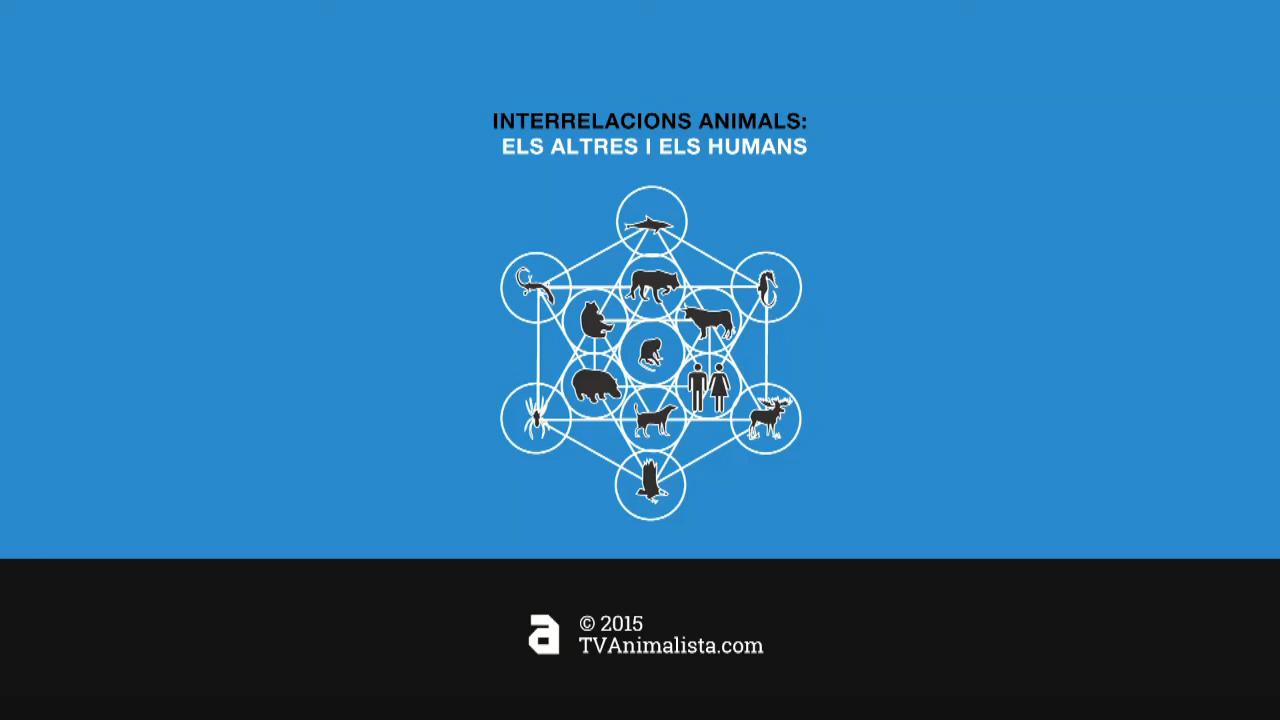 INTERRELACIONS ANIMALS:
ELS ALTRES I ELS HUMANS
a © 2015
TVAnimalista.com